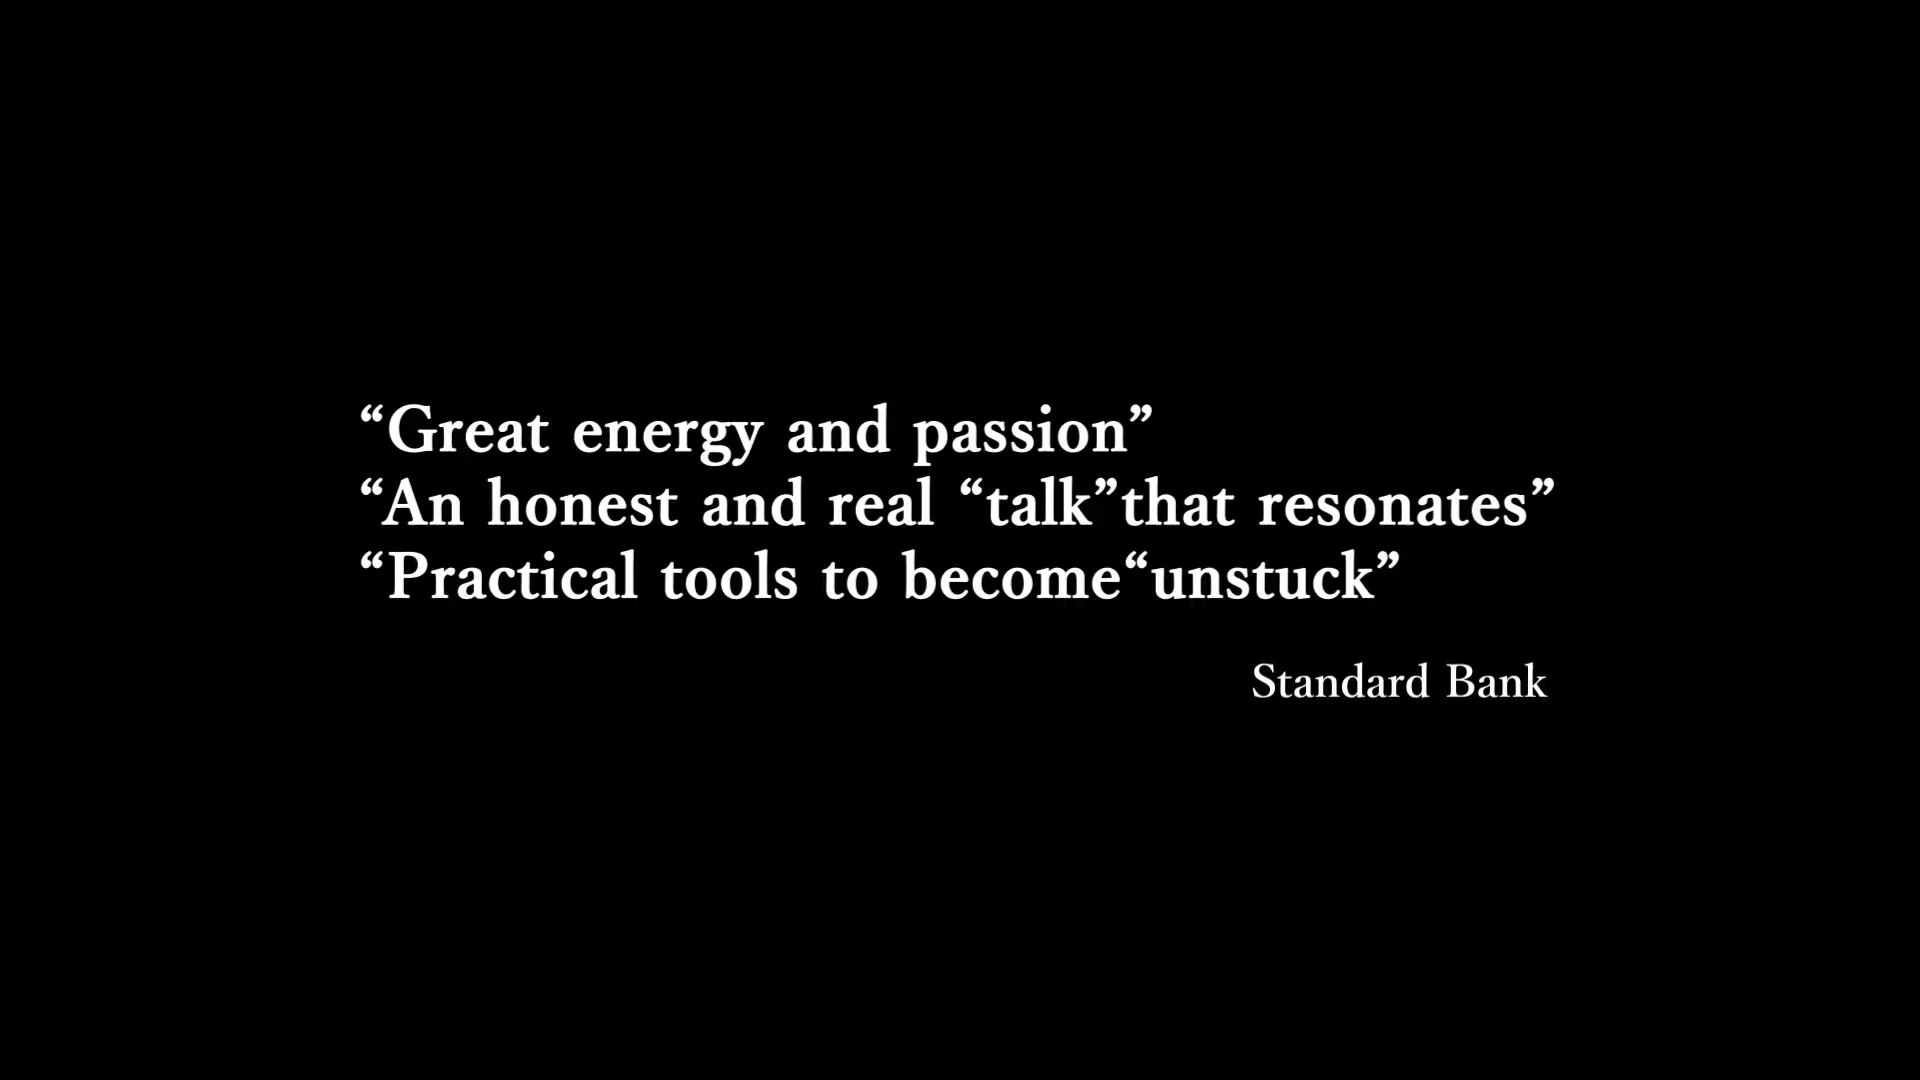 “Great energy and passion”
“An honest and real “talk”that resonates”
“Practical tools to become“unstuck”
Standard Bank